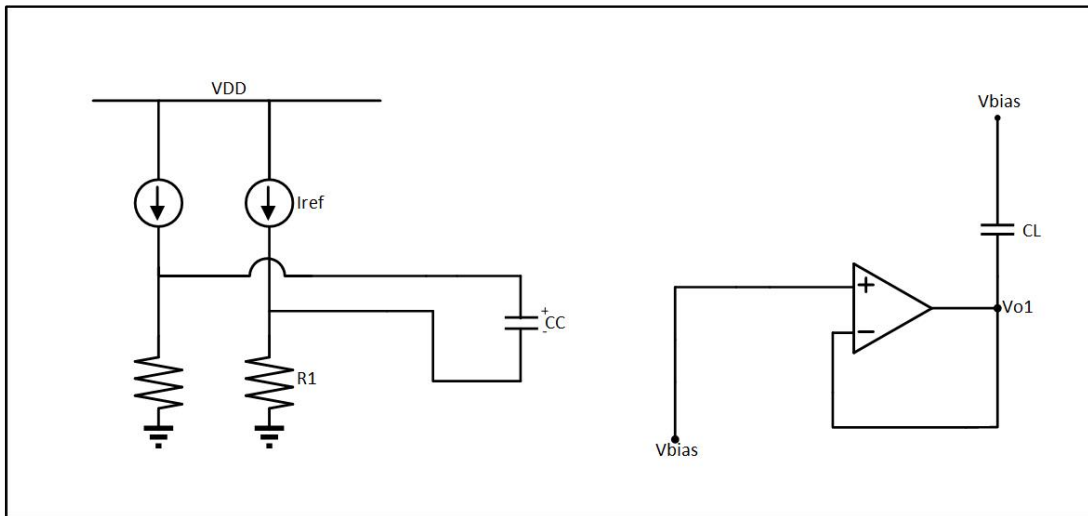 VDD
Vbias
Iref
CL
+
CC
-
+
Vo1
−
R1
Vbias